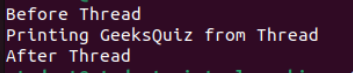 Before Thread
Printing GeeksQuiz from Thread
After Thread